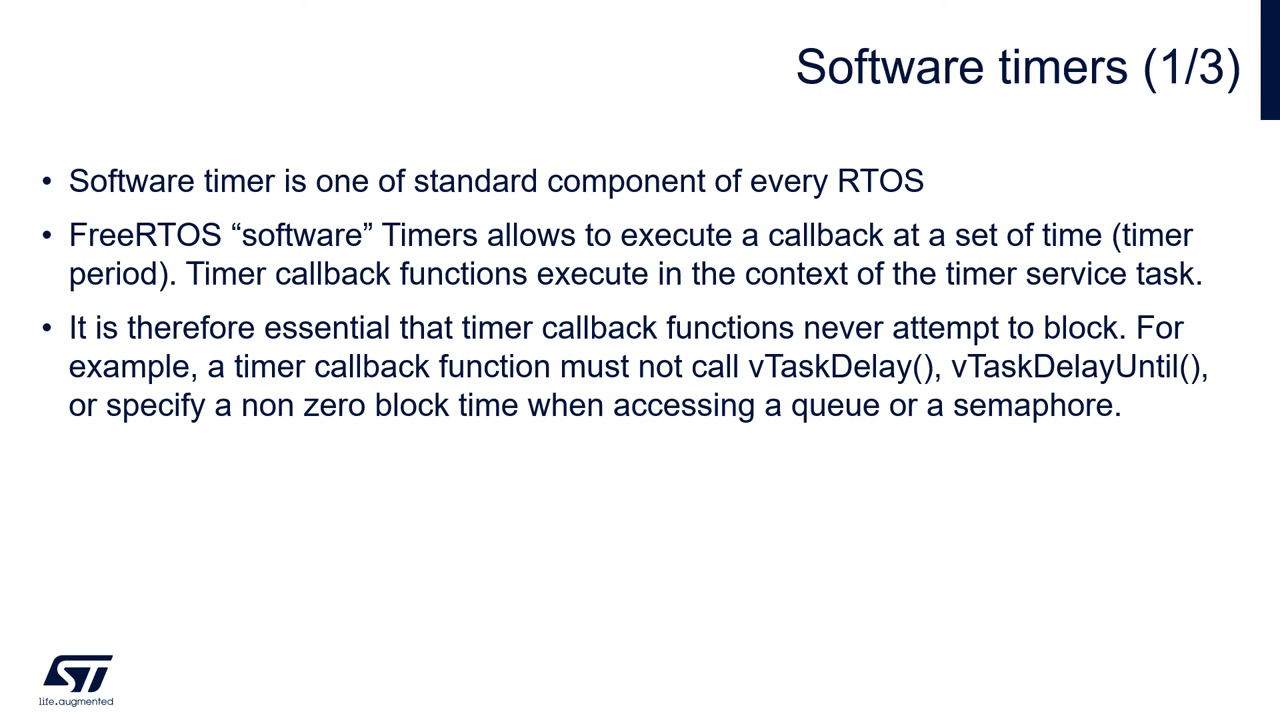 Software timers (1/3)
• Software timer is one of standard component of every RTOS
• FreeRTOS “software” Timers allows to execute a callback at a set of time (timer
period). Timer callback functions execute in the context of the timer service task.
• It is therefore essential that timer callback functions never attempt to block. For
example, a timer callback function must not call vTaskDelay(), vTaskDelayUntil(),
or specify a non zero block time when accessing a queue or a semaphore.
ST
life.augmented